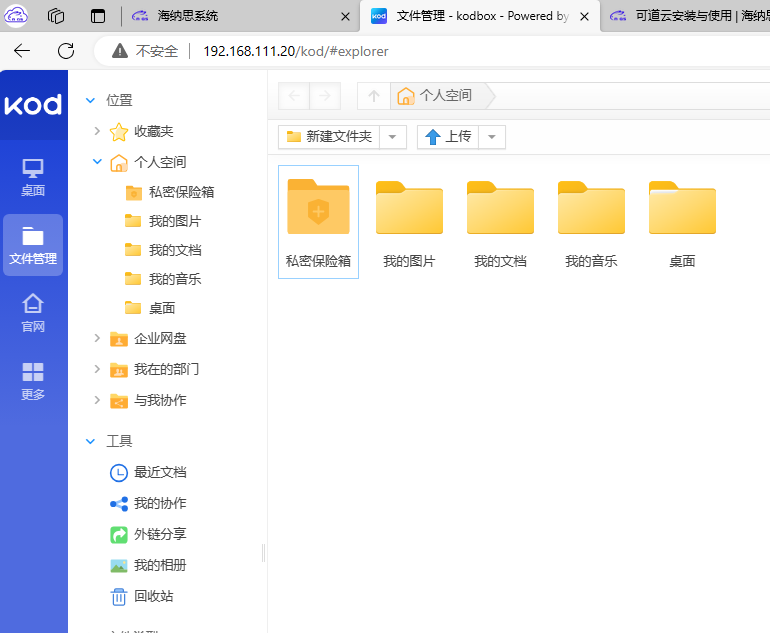 海纳思系统
文件管理 - kodbox - Powered by
可道云安装与使用 | 海纳思
不安全
192.168.111.20/kod/#explorer
kod
桌面
文件管理
官网
更多
位置
收藏夹
个人空间
私密保险箱
我的图片
我的文档
我的音乐
桌面
企业网盘
我在的部门
与我协作
工具
最近文档
我的协作
外链分享
我的相册
回收站
个人空间
新建文件夹
上传
私密保险箱
我的图片
我的文档
我的音乐
桌面